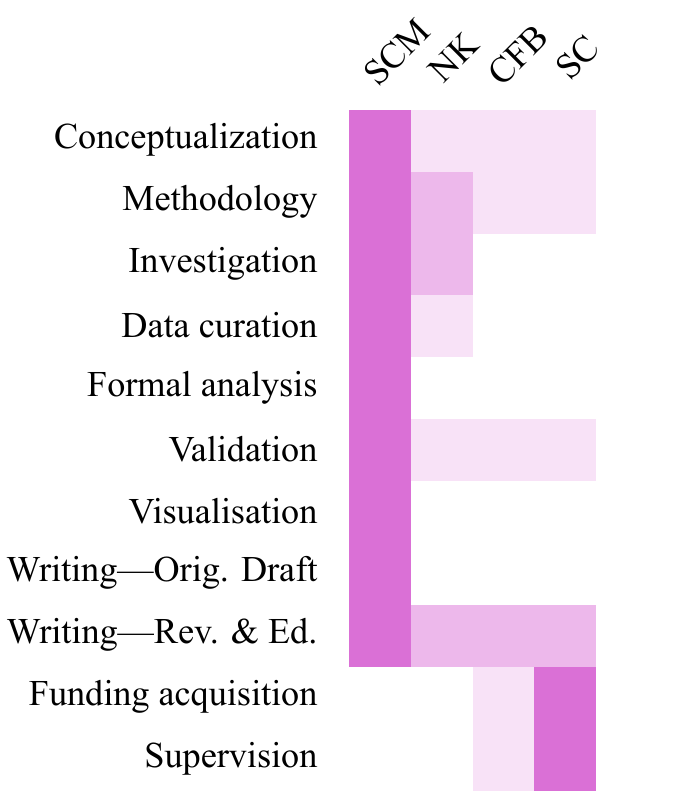 SCM NK CFB SC
Conceptualization
Methodology
Investigation
Data curation
Formal analysis
Validation
Visualisation
Writing—Orig. Draft
Writing—Rev. & Ed.
Funding acquisition
Supervision